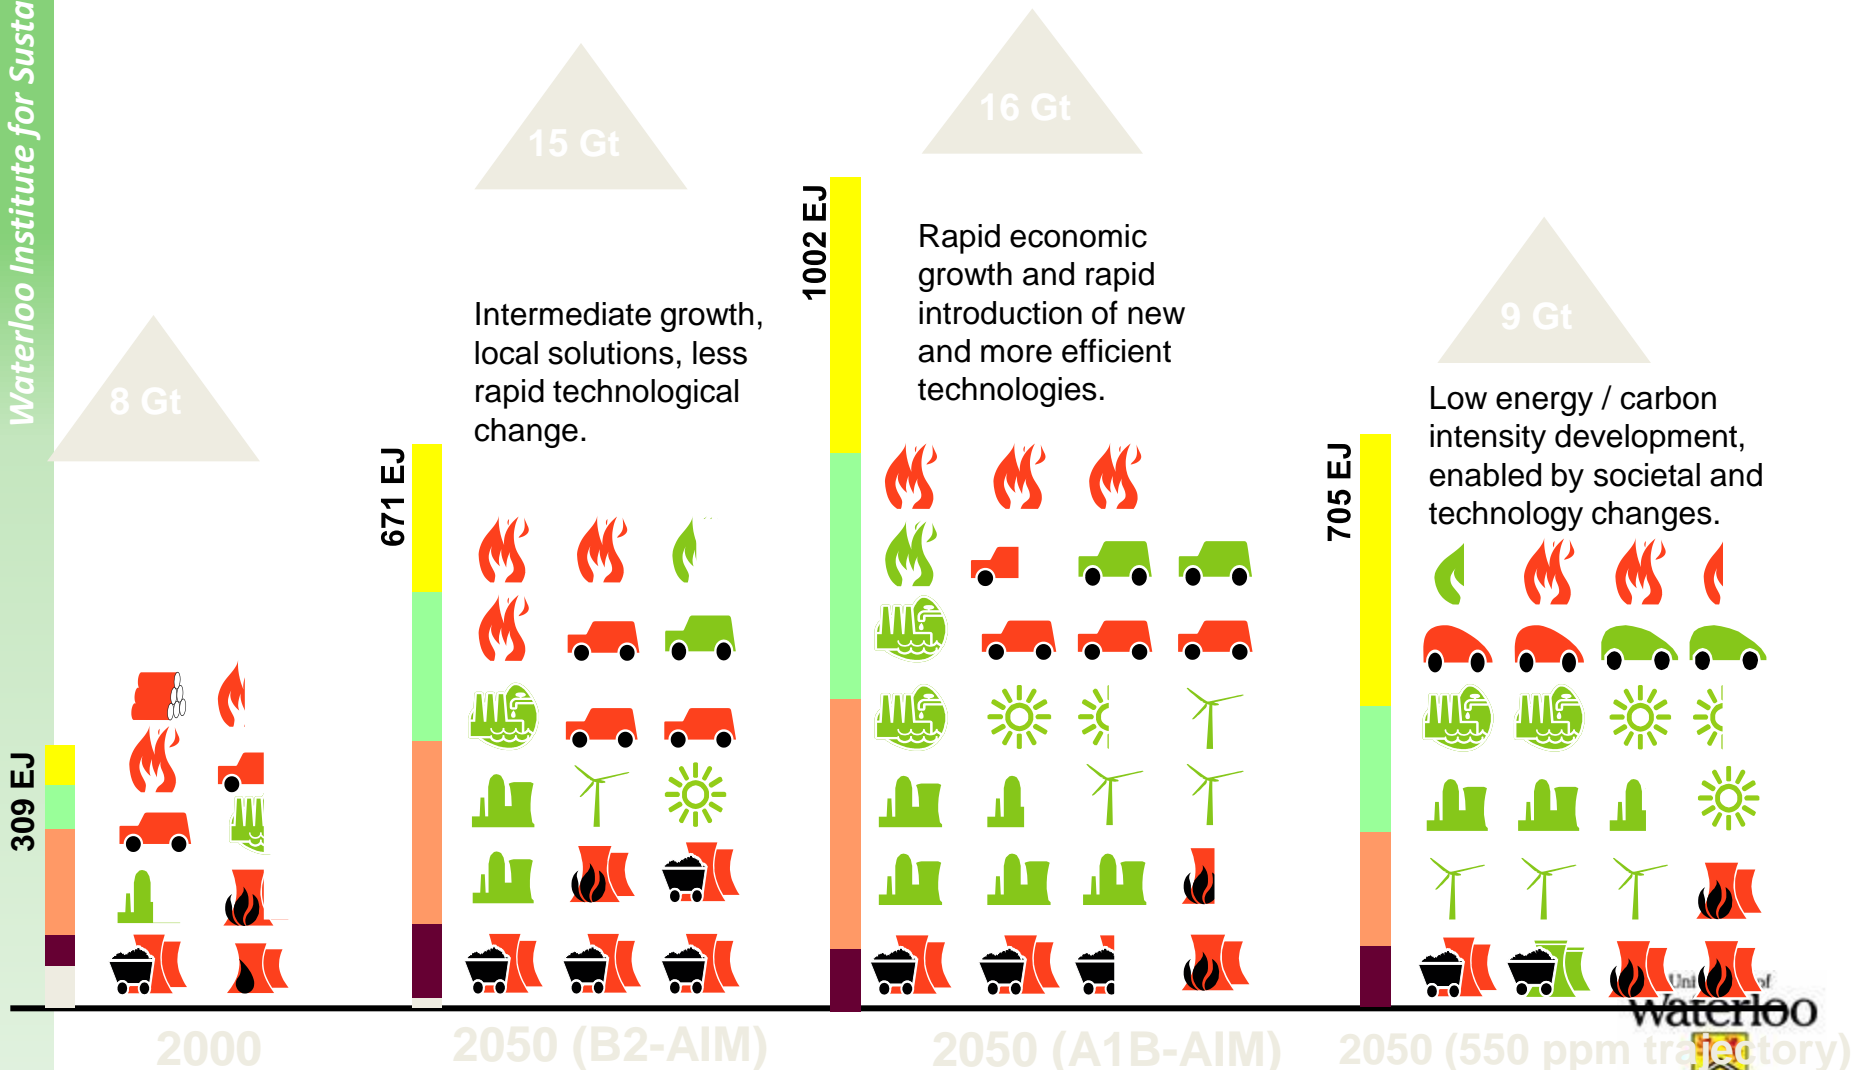 Waterloo Institute for Susta
8 Gt
309 EJ
2000
15 Gt
Intermediate growth,
local solutions, less
rapid technological
change.
671 EJ
2050 (B2-AIM)
16 Gt
1002 EJ
Rapid economic
growth and rapid
introduction of new
and more efficient
technologies.
2050 (A1B-AIM)
9 Gt
Low energy / carbon
intensity development,
enabled by societal and
technology changes.
705 EJ
2050 (550 ppm trajectory)
of
Waterloo